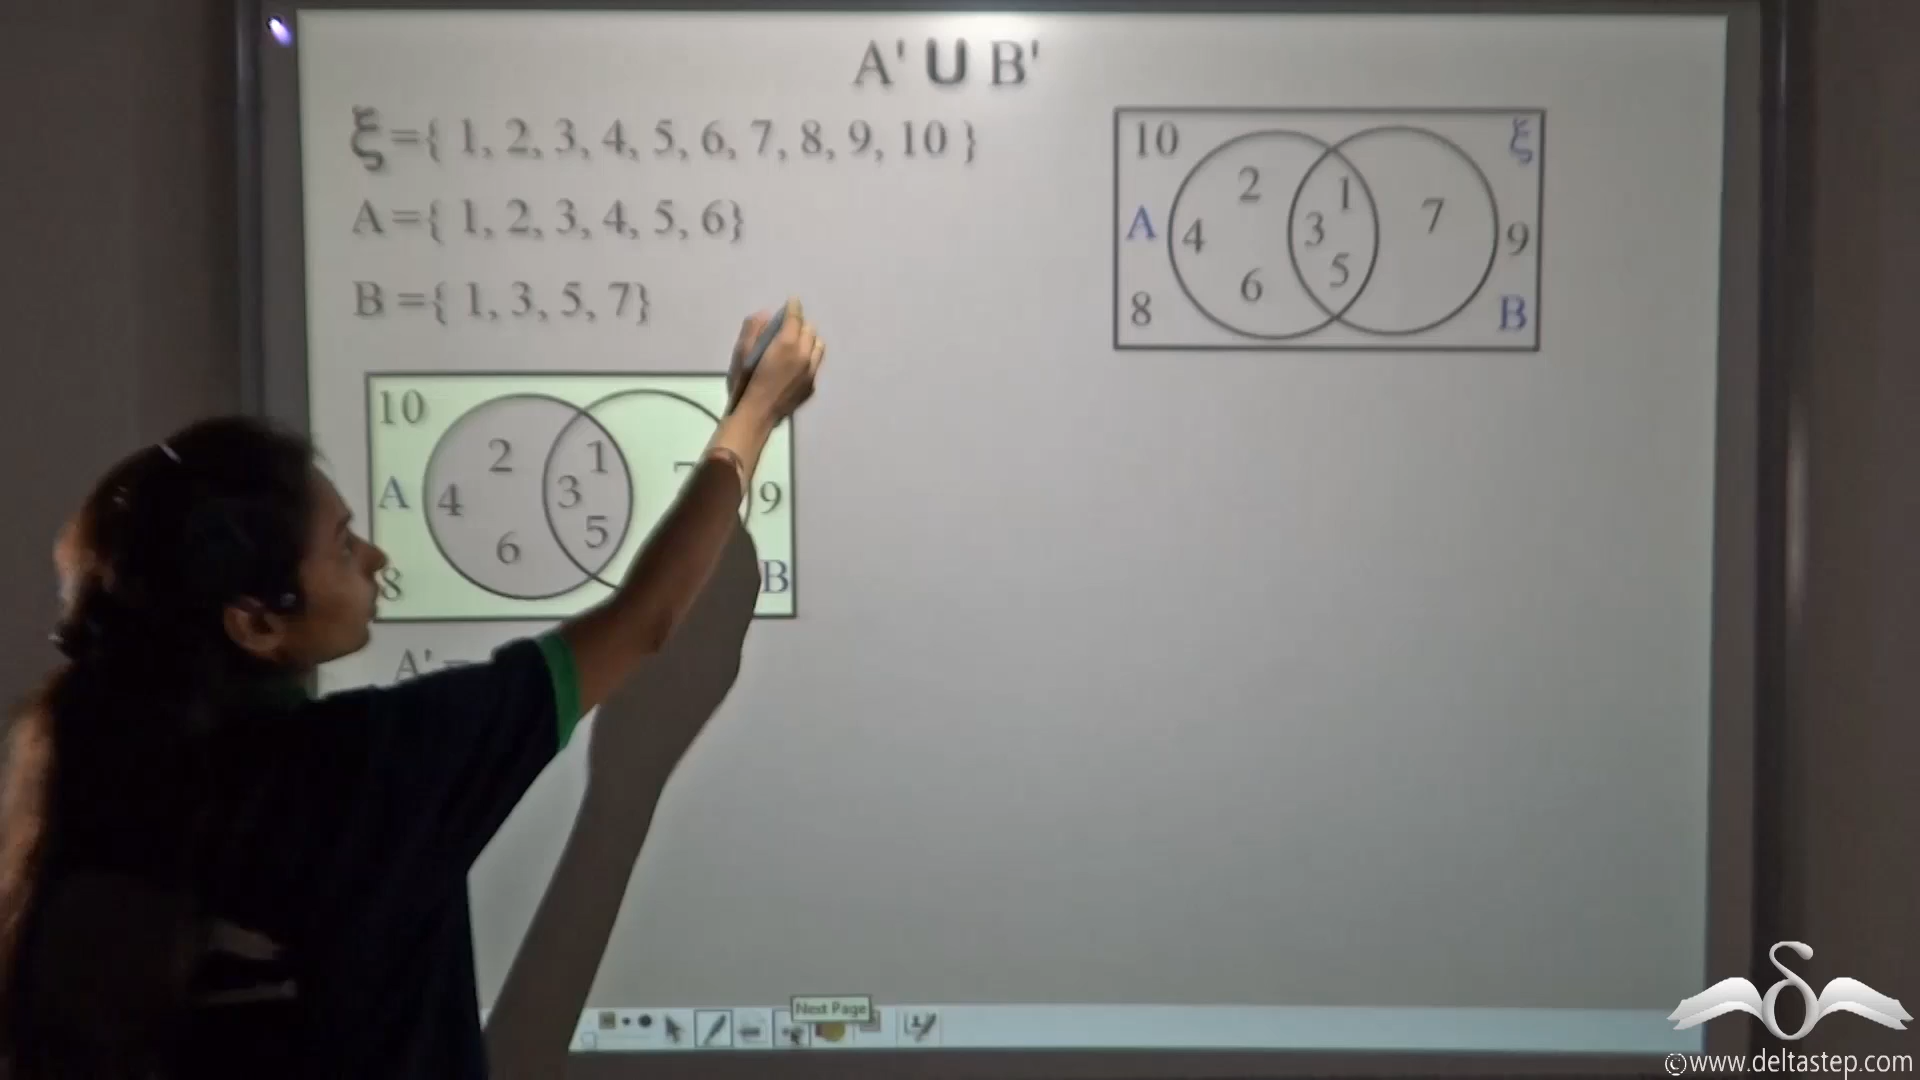 A' ∪ B'
ξ={ 1, 2, 3, 4, 5, 6, 7, 8, 9, 10 }
A={ 1, 2, 3, 4, 5, 6}
B ={ 1, 3, 5, 7}
10 ξ
2 1 7
A 4 3 9
6 5
8 B
10
2 1 7
A 4 3 9
6 5
8 B
A' =
Next Page
©www.deltastep.com